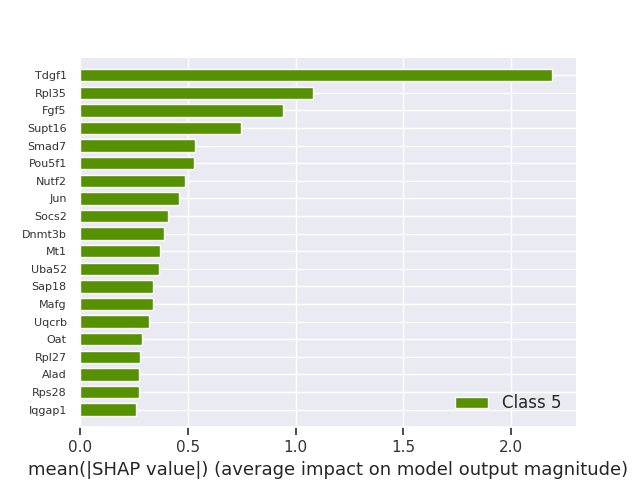 Tdgf1
Rpl35
Fgf5
Supt16
Smad7
Pou5f1
Nutf2
Jun
Socs2
Dnmt3b
Mt1
Uba52
Sap18
Mafg
Uqcrb
Oat
Rpl27
Alad
Rps28
Iqgap1
Class 5
0.0 0.5 1.0 1.5 2.0
mean(|SHAP value|) (average impact on model output magnitude)